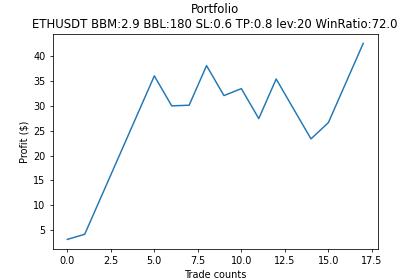 Portfolio
ETHUSDT BBM:2.9 BBL:180 SL:0.6 TP:0.8 lev:20 WinRatio:72.0
Profit ($)
40
35
30
25
20
15
10
5
0.0 2.5 5.0 7.5 10.0 12.5 15.0 17.5
Trade counts